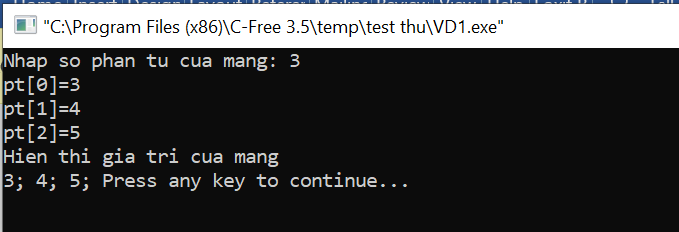 "C:\Program Files (x86)\C-Free 3.5\temp\test thu\VD1.exe"
Nhap so phan tu cua mang: 3
pt[0]=3
pt[1]=4
pt[2]=5
Hien thi gia tri cua mang
3; 4; 5; Press any key to continue...